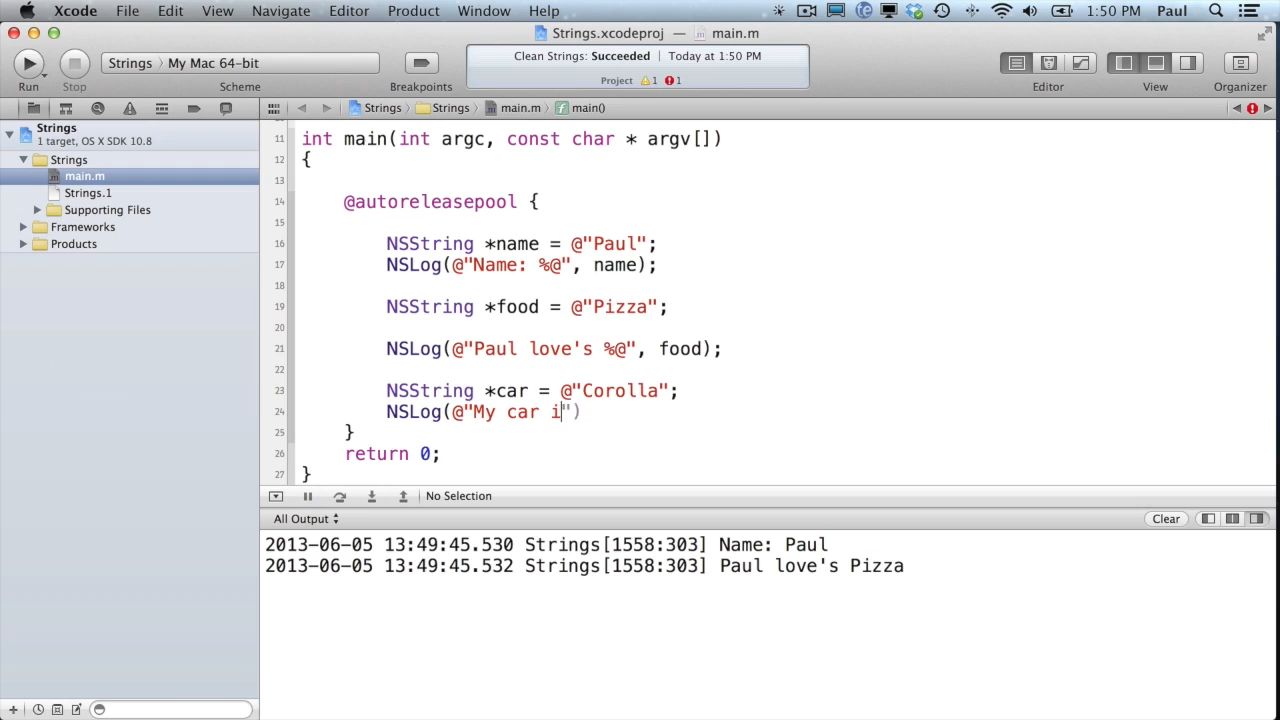 Xcode File Edit View Navigate Editor Product Window Help 1:50 PM Paul
Strings.xcodeproj — main.m
Run Stop Strings 〉 My Mac 64-bit Scheme Breakpoints
Clean Strings: Succeeded | Today at 1:50 PM
Project 1 1
Editor View Organizer
Strings 〉 Strings 〉 main.m 〉 main()
Strings
1 target, OS X SDK 10.8
Strings
main.m
Strings.1
Supporting Files
Frameworks
Products
11 int main(int argc, const char * argv[])
12 {
13
14 @autoreleasepool {
15
16 NSString *name = @"Paul";
17 NSLog(@"Name: %@", name);
18
19 NSString *food = @"Pizza";
20
21 NSLog(@"Paul love's %@", food);
22
23 NSString *car = @"Corolla";
24 NSLog(@"My car i")
25 }
26 return 0;
27 }
No Selection
All Output Clear
2013-06-05 13:49:45.530 Strings[1558:303] Name: Paul
2013-06-05 13:49:45.532 Strings[1558:303] Paul love's Pizza